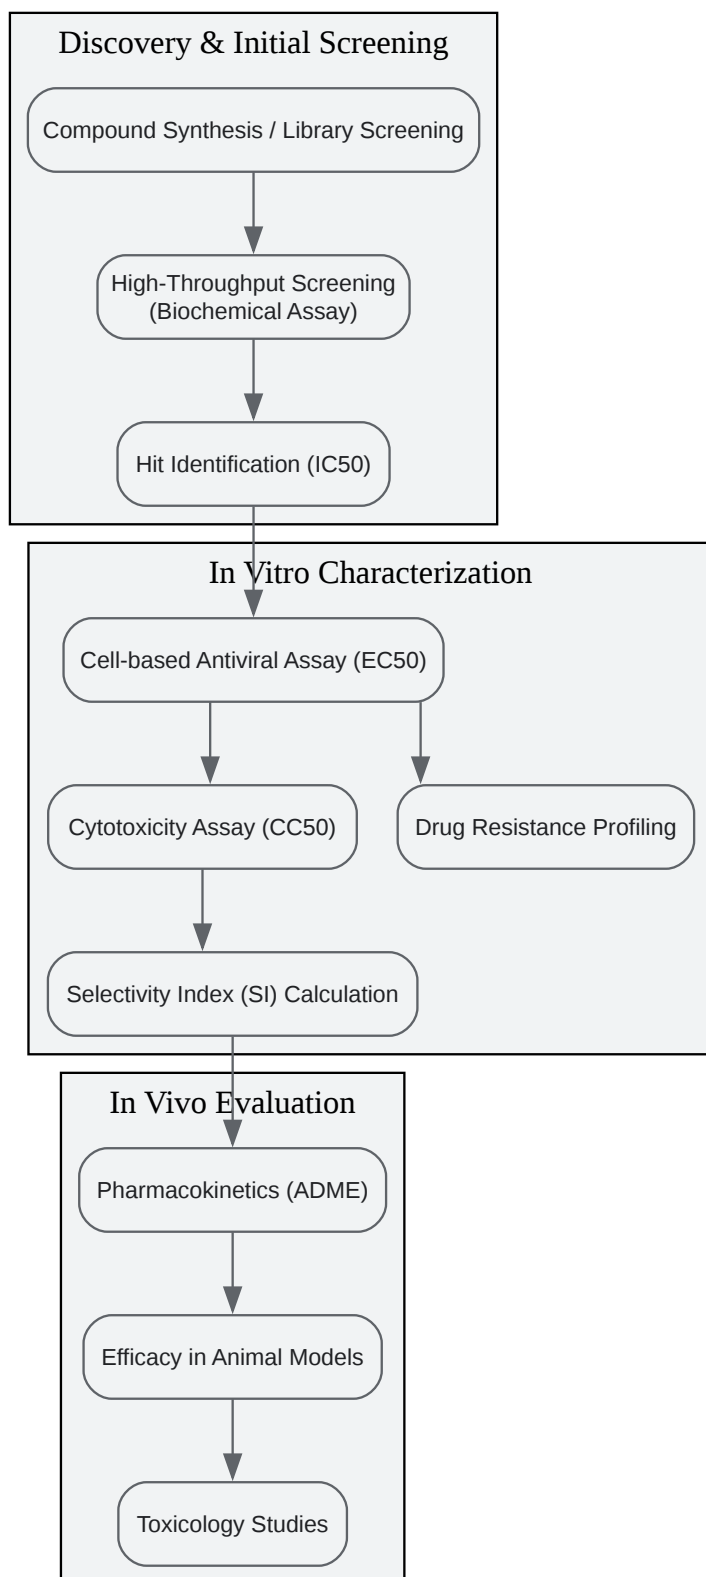 Discovery & Initial Screening
Compound Synthesis / Library Screening
High-Throughput Screening
(Biochemical Assay)
Hit Identification (IC50)
In Vitro Characterization
Cell-based Antiviral Assay (EC50)
Cytotoxicity Assay (CC50)
Drug Resistance Profiling
Selectivity Index (SI) Calculation
In Vivo Evaluation
Pharmacokinetics (ADME)
Efficacy in Animal Models
Toxicology Studies